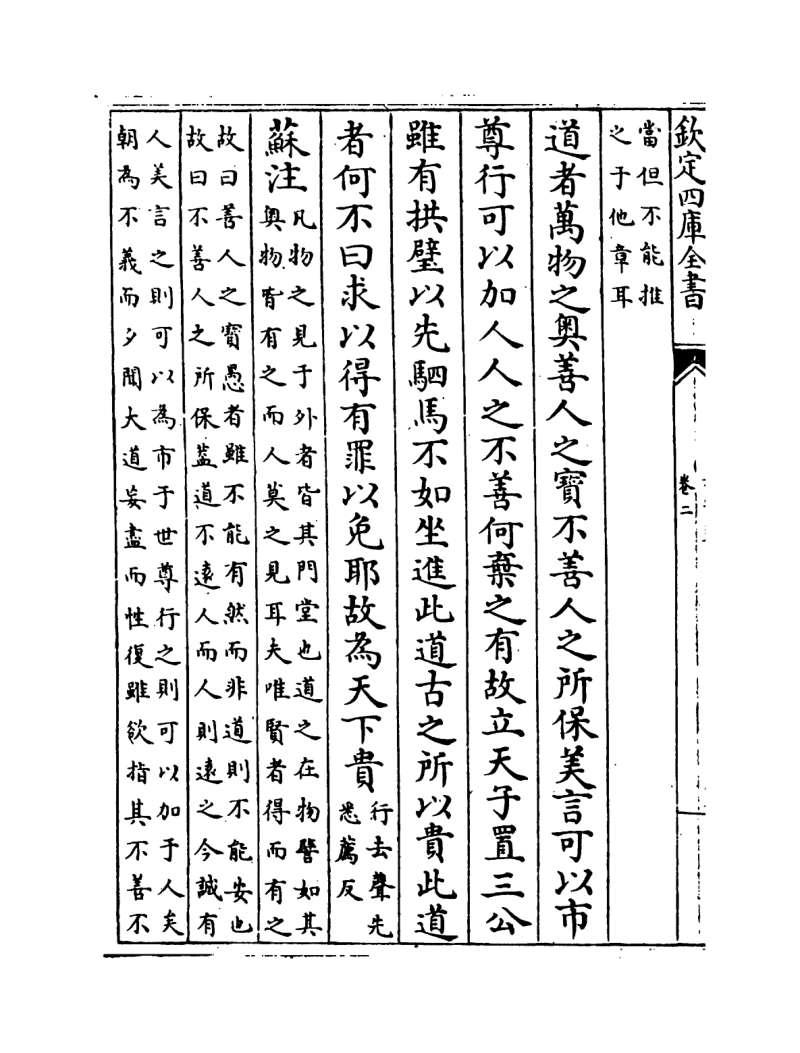 欽定四庫全書
卷二
當但不能推
之于他章耳
道者萬物之奧善人之寶不善人之所保美言可以市
尊行可以加人人之不善何棄之有故立天子置三公
雖有拱璧以先駟馬不如坐進此道古之所以貴此道
者何不曰求以得有罪以免耶故為天下貴
行去聲先
悉薦反
蘇注
凡物之見于外者皆其門堂也道之在物譬如其
奧物皆有之而人莫之見耳夫唯賢者得而有之
故曰善人之寶愚者雖不能有然而非道則不能安也
故曰不善人之所保葢道不遠人而人則遠之今誠有
人美言之則可以為市于世尊行之則可以加于人矣
朝為不義而夕聞大道妄盡而性復雖欲指其不善不